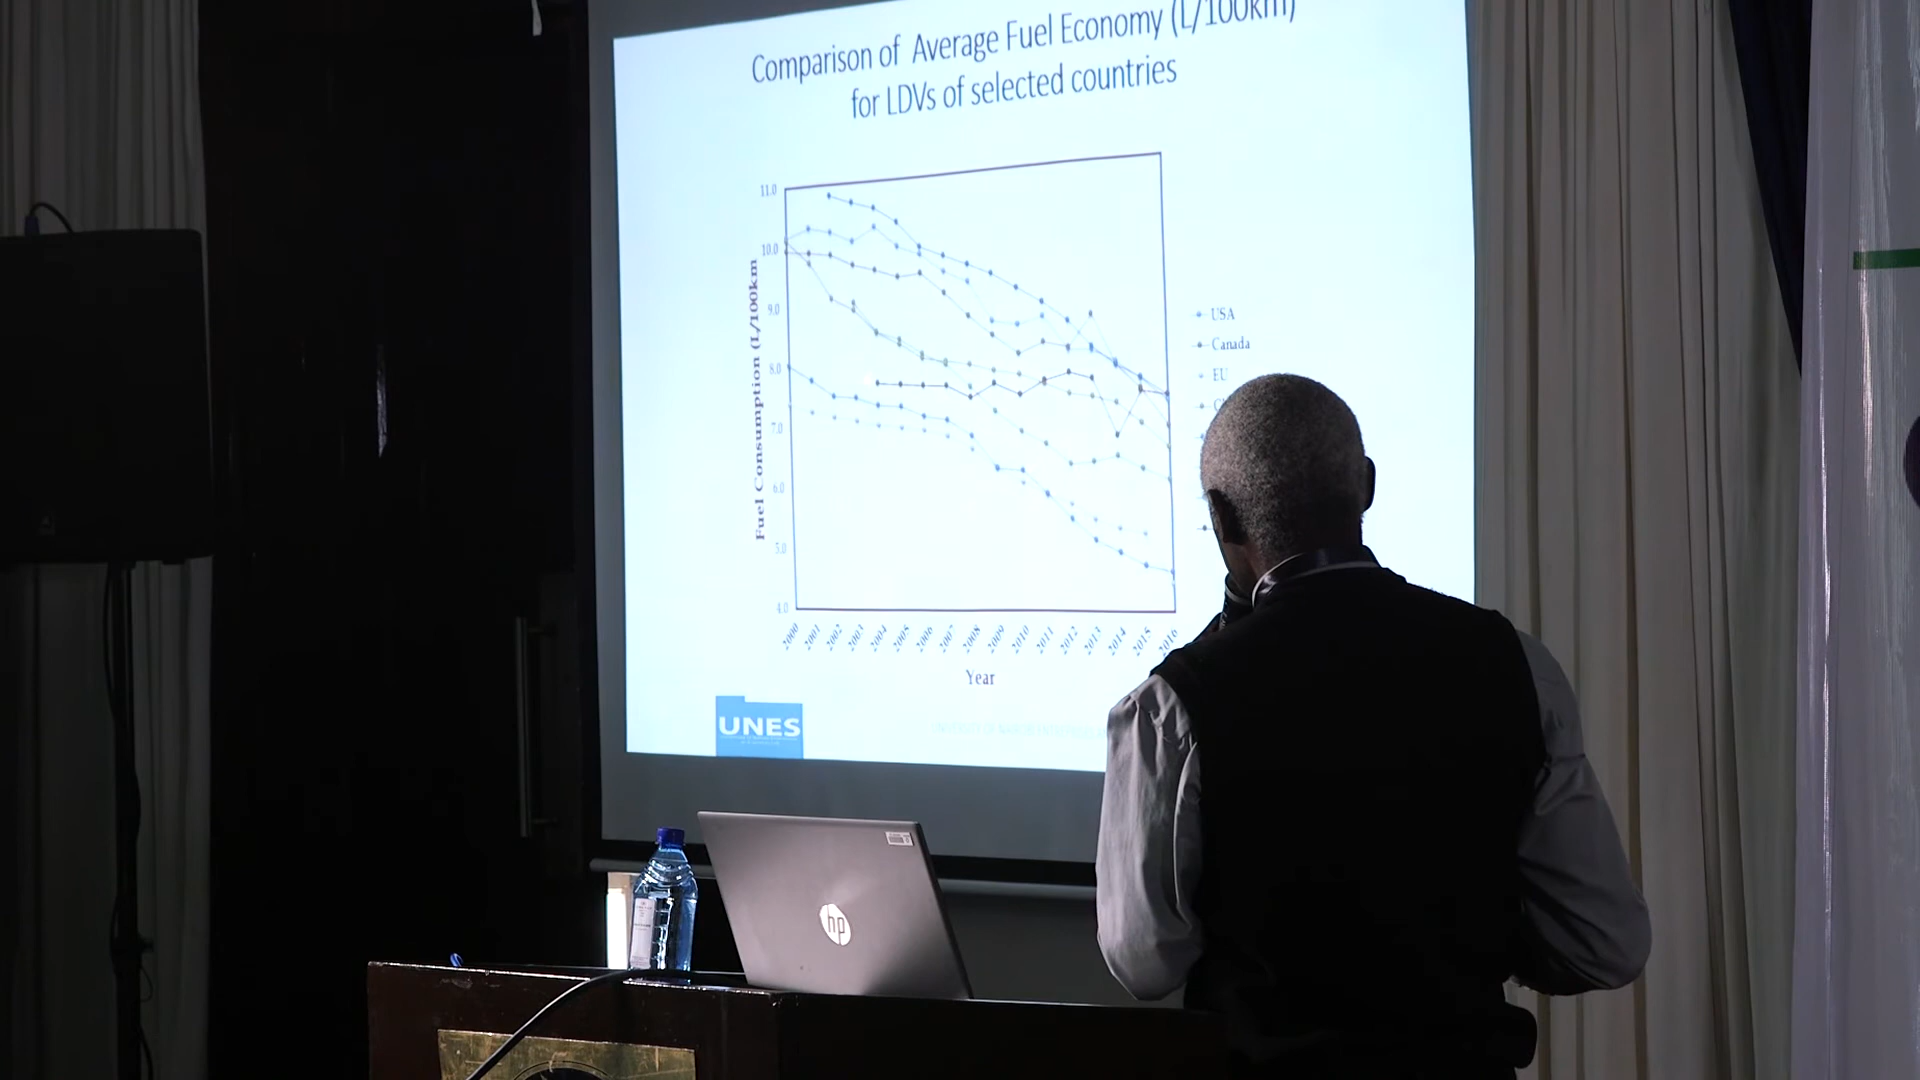 Comparison of Average Fuel Economy (L/100km)
for LDVs of selected countries
11.0
10.0
9.0
8.0
7.0
6.0
5.0
4.0
Fuel Consumption (L/100km
2000
2001
2002
2003
2004
2005
2006
2007
2008
2009
2010
2011
2012
2013
2014
2015
2016
Year
USA
Canada
EU
UNES
hp